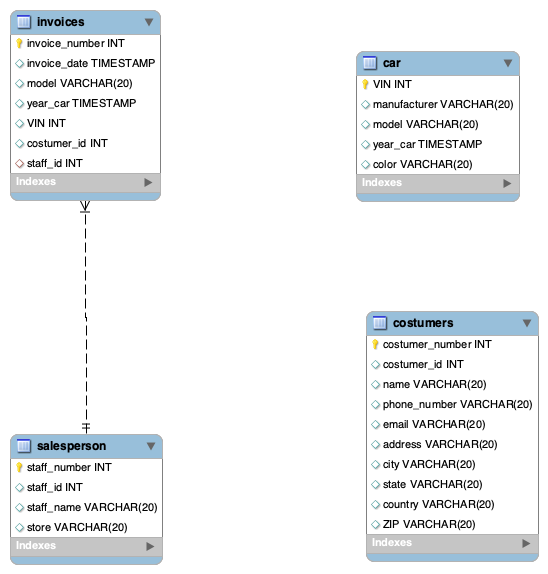 invoices
invoice_number INT
invoice_date TIMESTAMP
model VARCHAR(20)
year_car TIMESTAMP
VIN INT
costumer_id INT
staff_id INT
Indexes
car
VIN INT
manufacturer VARCHAR(20)
model VARCHAR(20)
year_car TIMESTAMP
color VARCHAR(20)
Indexes
costumers
costumer_number INT
costumer_id INT
name VARCHAR(20)
phone_number VARCHAR(20)
email VARCHAR(20)
address VARCHAR(20)
city VARCHAR(20)
state VARCHAR(20)
country VARCHAR(20)
ZIP VARCHAR(20)
Indexes
salesperson
staff_number INT
staff_id INT
staff_name VARCHAR(20)
store VARCHAR(20)
Indexes